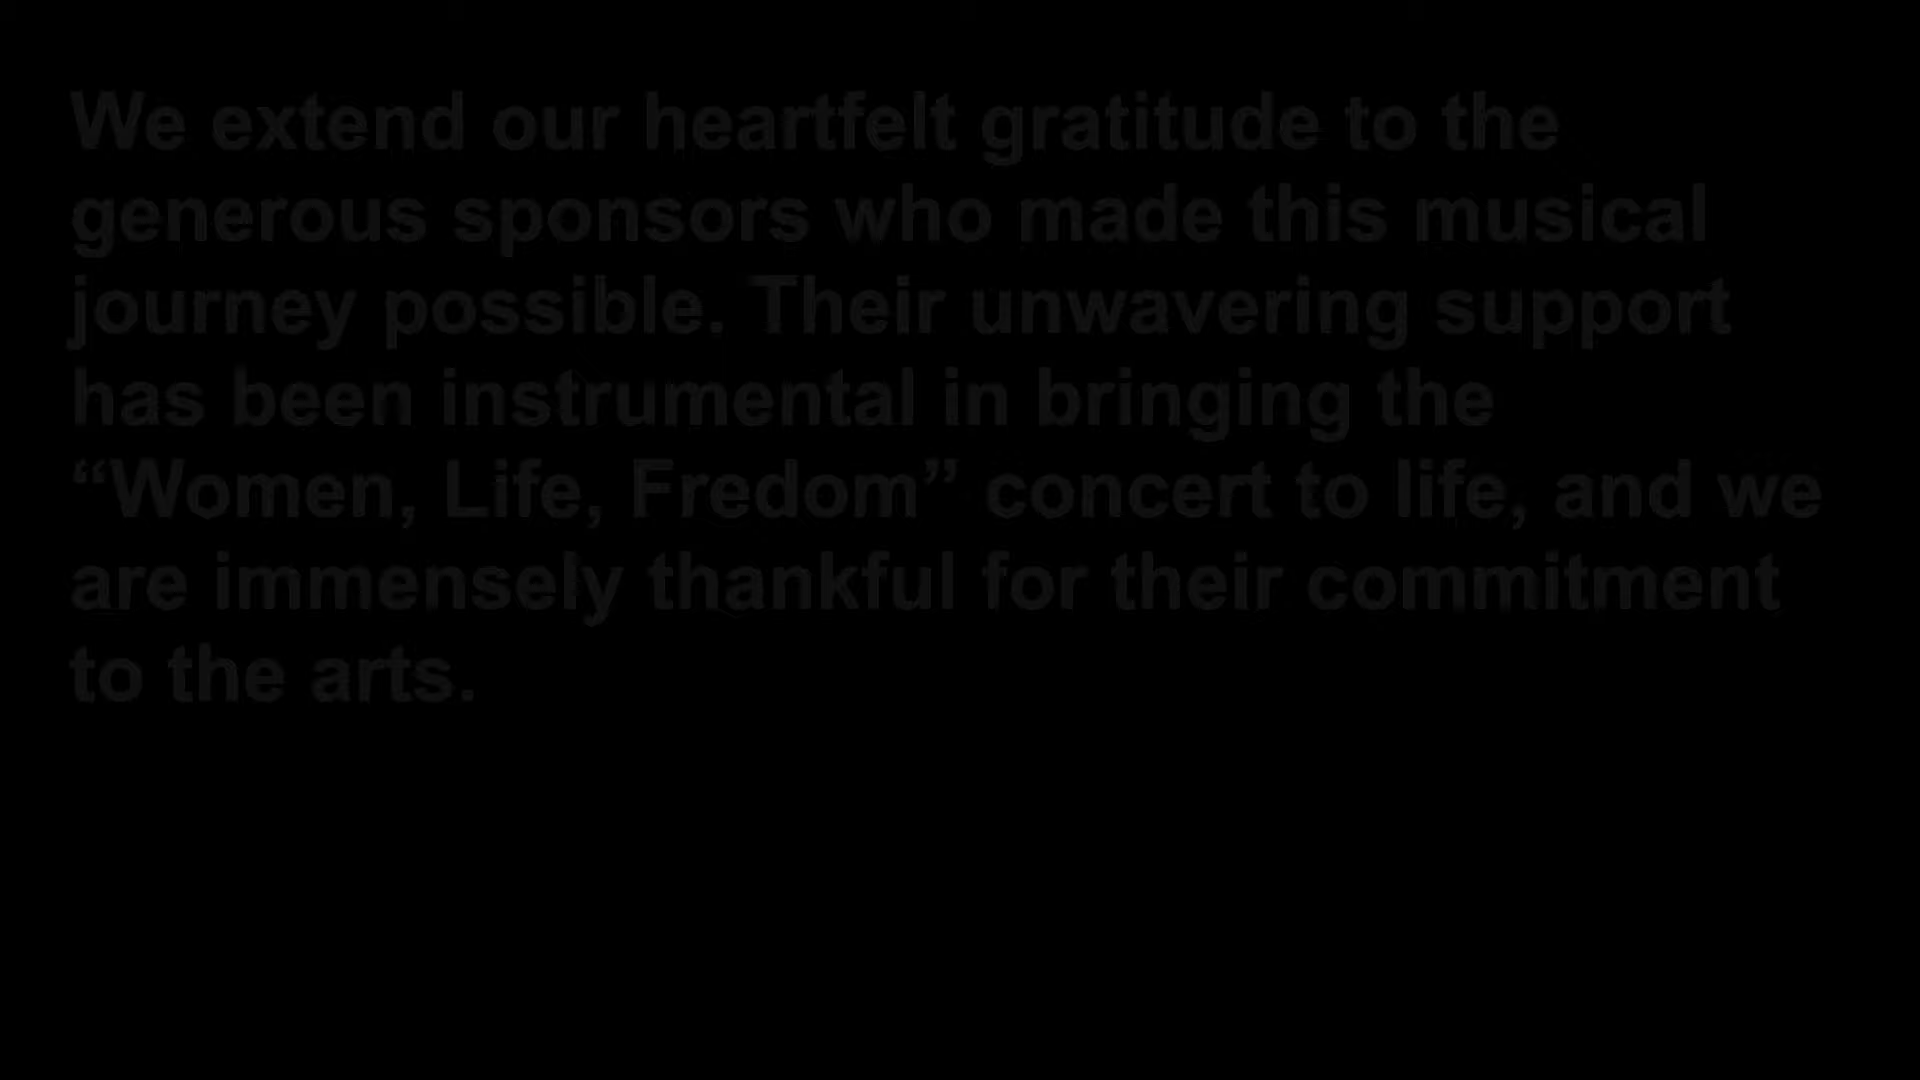 We extend our heartfelt gratitude to the
generous sponsors who made this musical
journey possible. Their unwavering support
has been instrumental in bringing the
“Women, Life, Fredom” concert to life, and we
are immensely thankful for their commitment
to the arts.